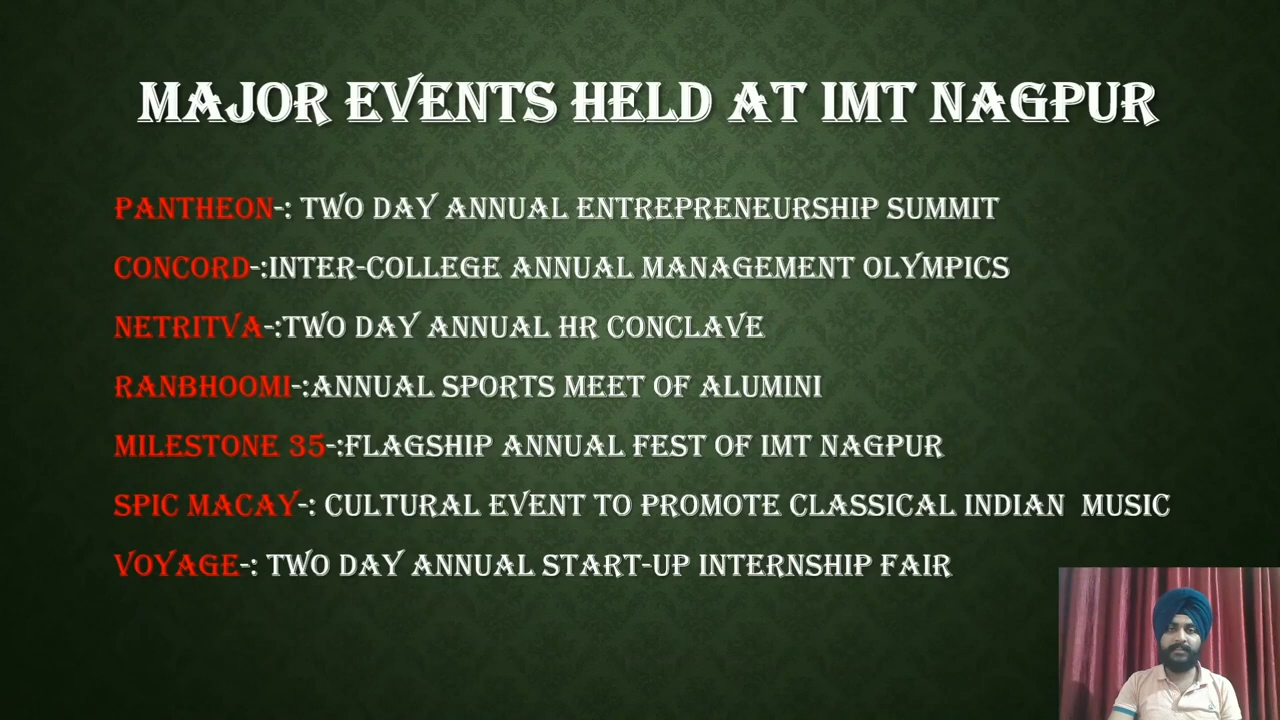 MAJOR EVENTS HELD AT IMT NAGPUR
PANTHEON-: TWO DAY ANNUAL ENTREPRENEURSHIP SUMMIT
CONCORD-:INTER-COLLEGE ANNUAL MANAGEMENT OLYMPICS
NETRITVA-:TWO DAY ANNUAL HR CONCLAVE
RANBHOOMI-:ANNUAL SPORTS MEET OF ALUMINI
MILESTONE 35-:FLAGSHIP ANNUAL FEST OF IMT NAGPUR
SPIC MACAY-: CULTURAL EVENT TO PROMOTE CLASSICAL INDIAN  MUSIC
VOYAGE-: TWO DAY ANNUAL START-UP INTERNSHIP FAIR